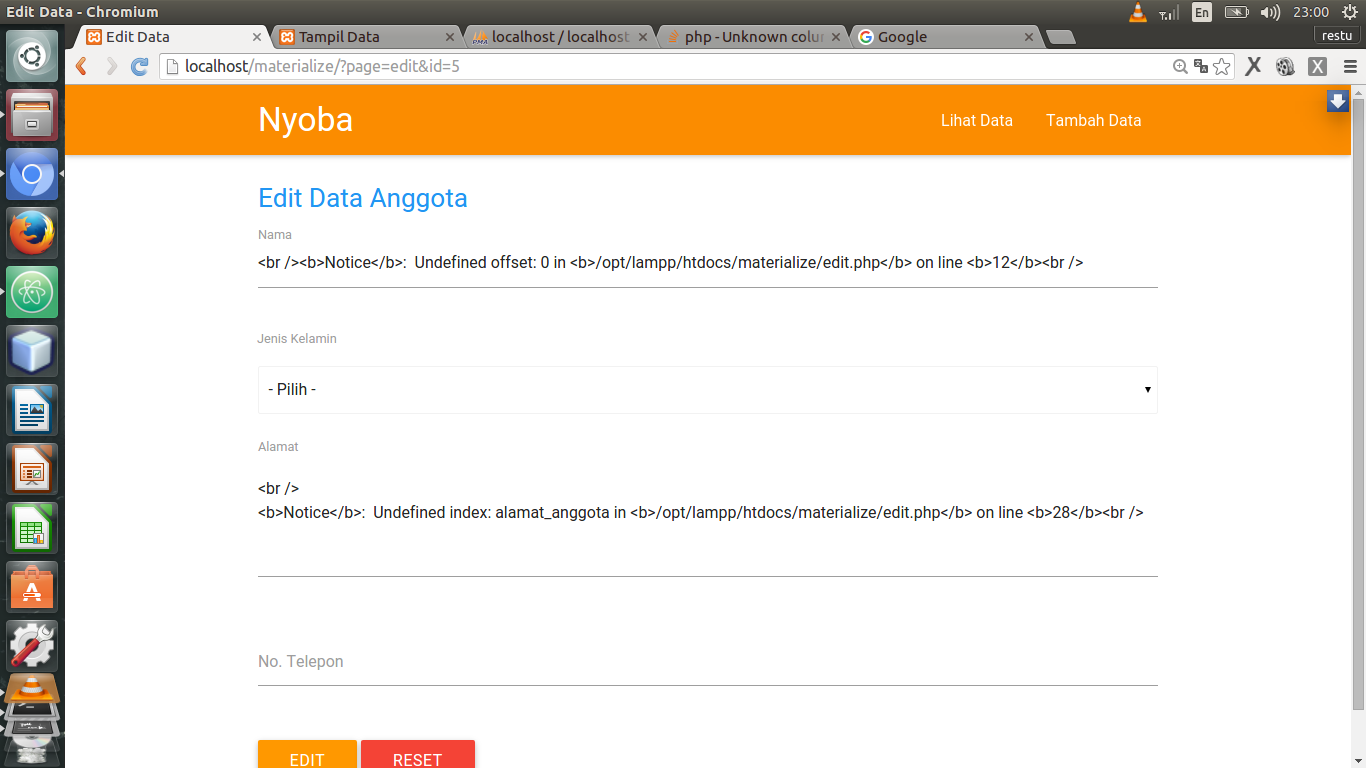 Edit Data - Chromium
En
23:00
Edit Data
Tampil Data
localhost / localhost
php - Unknown colu
Google
restu
localhost/materialize/?page=edit&id=5
Nyoba
Lihat Data
Tambah Data
Edit Data Anggota
Nama
<br /><b>Notice</b>:  Undefined offset: 0 in <b>/opt/lampp/htdocs/materialize/edit.php</b> on line <b>12</b><br />
Jenis Kelamin
- Pilih -
Alamat
<br />
<b>Notice</b>:  Undefined index: alamat_anggota in <b>/opt/lampp/htdocs/materialize/edit.php</b> on line <b>28</b><br />
No. Telepon
EDIT
RESET